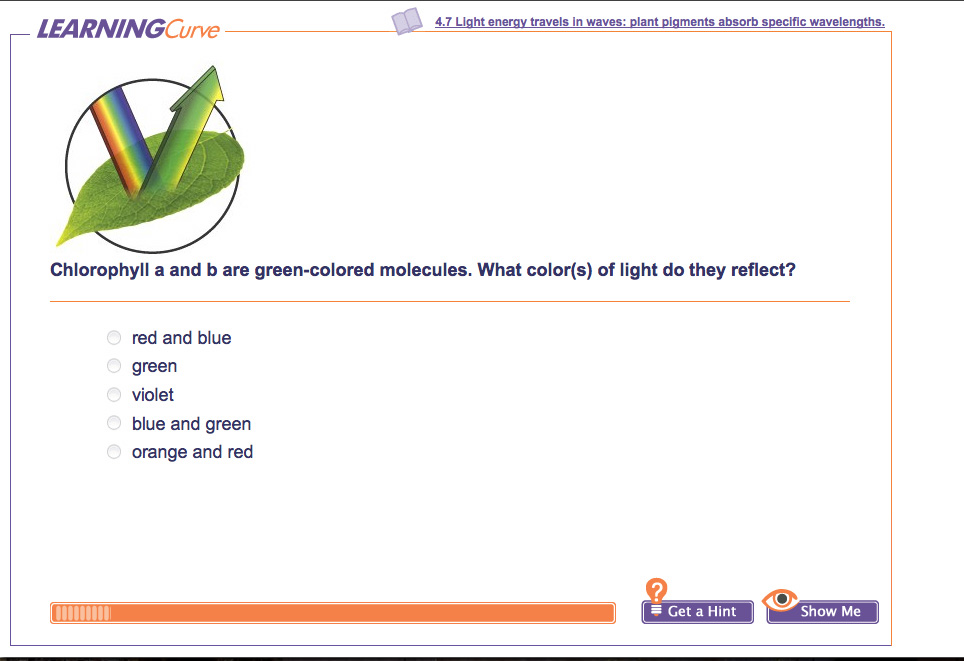 LEARNINGCurve
4.7 Light energy travels in waves: plant pigments absorb specific wavelengths.
Chlorophyll a and b are green-colored molecules. What color(s) of light do they reflect?
red and blue
green
violet
blue and green
orange and red
?
Get a Hint
Show Me